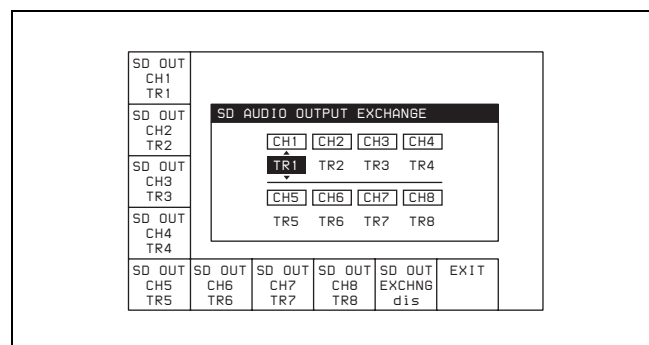 SD OUT
CH1
TR1
SD OUT
CH2
TR2
SD OUT
CH3
TR3
SD OUT
CH4
TR4
SD AUDIO OUTPUT EXCHANGE
CH1 CH2 CH3 CH4
TR1 TR2 TR3 TR4
CH5 CH6 CH7 CH8
TR5 TR6 TR7 TR8
SD OUT SD OUT SD OUT SD OUT SD OUT EXIT
CH5 CH6 CH7 CH8 EXCHNG
TR5 TR6 TR7 TR8 dis